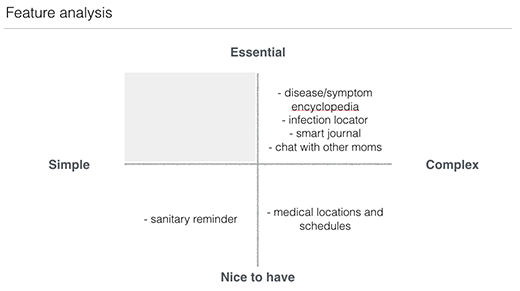 Feature analysis
Essential
- disease/symptom
encyclopedia
- infection locator
- smart journal
- chat with other moms
Simple
Complex
- sanitary reminder
- medical locations and
schedules
Nice to have